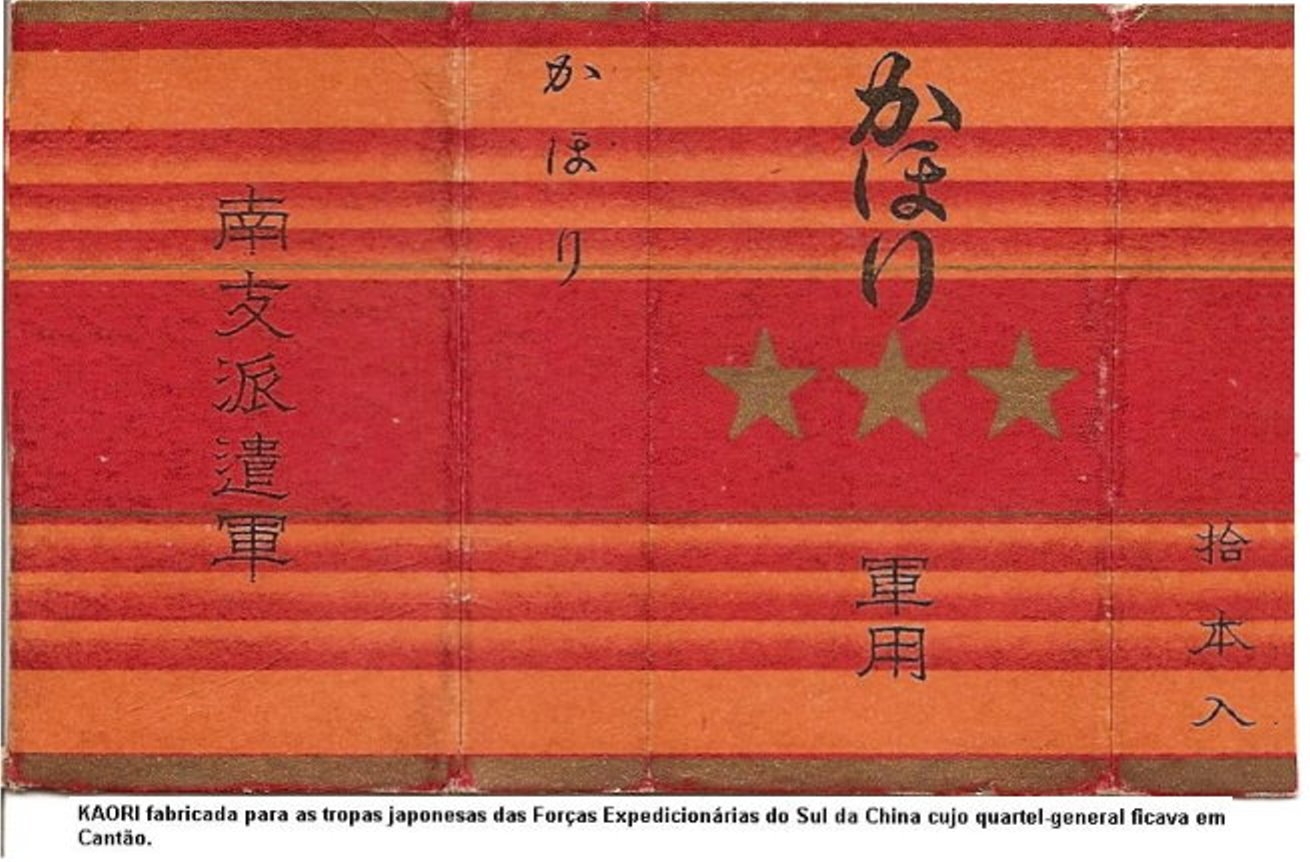 かほり
軍用
拾本入
かほり
南支派遣軍
KAORI fabricada para as tropas japonesas das Forças Expedicionárias do Sul da China cujo quartel-general ficava em
Cantão.